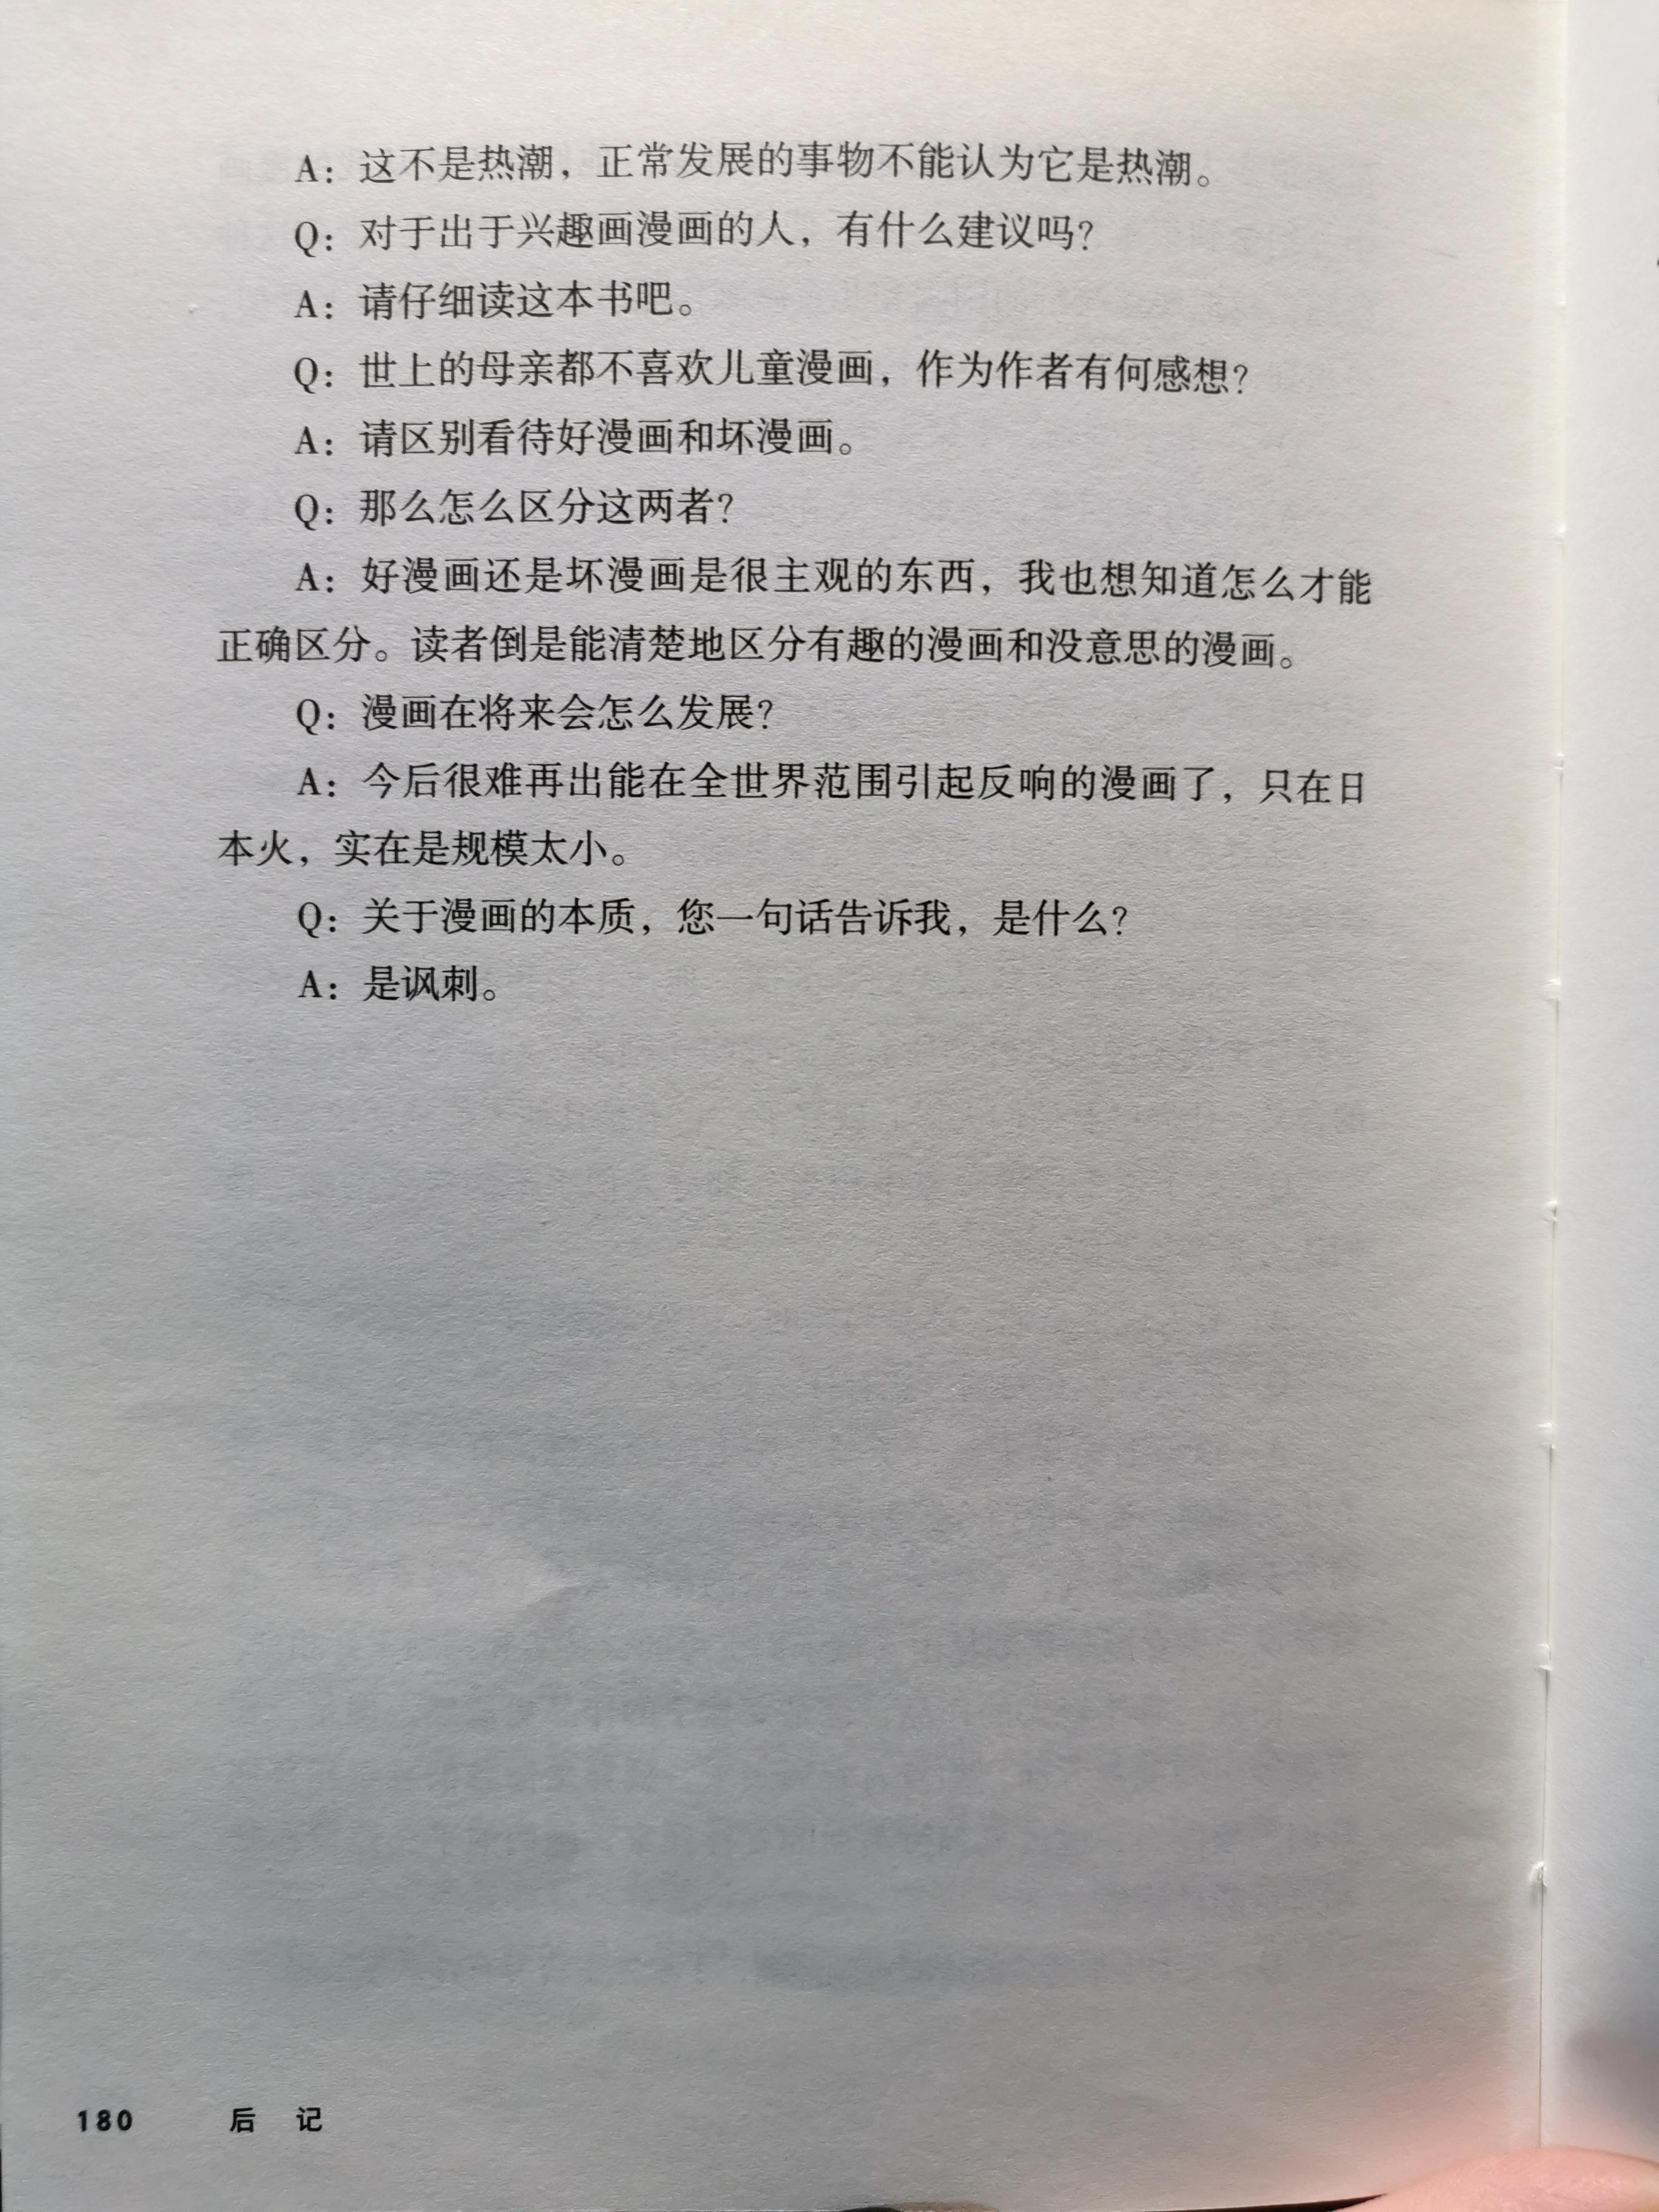 A：这不是热潮，正常发展的事物不能认为它是热潮。
Q：对于出于兴趣画漫画的人，有什么建议吗？
A：请仔细读这本书吧。
Q：世上的母亲都不喜欢儿童漫画，作为作者有何感想？
A：请区别看待好漫画和坏漫画。
Q：那么怎么区分这两者？
A：好漫画还是坏漫画是很主观的东西，我也想知道怎么才能
正确区分。读者倒是能清楚地区分有趣的漫画和没意思的漫画。
Q：漫画在将来会怎么发展？
A：今后很难再出能在全世界范围引起反响的漫画了，只在日
本火，实在是规模太小。
Q：关于漫画的本质，您一句话告诉我，是什么？
A：是讽刺。
180 后 记